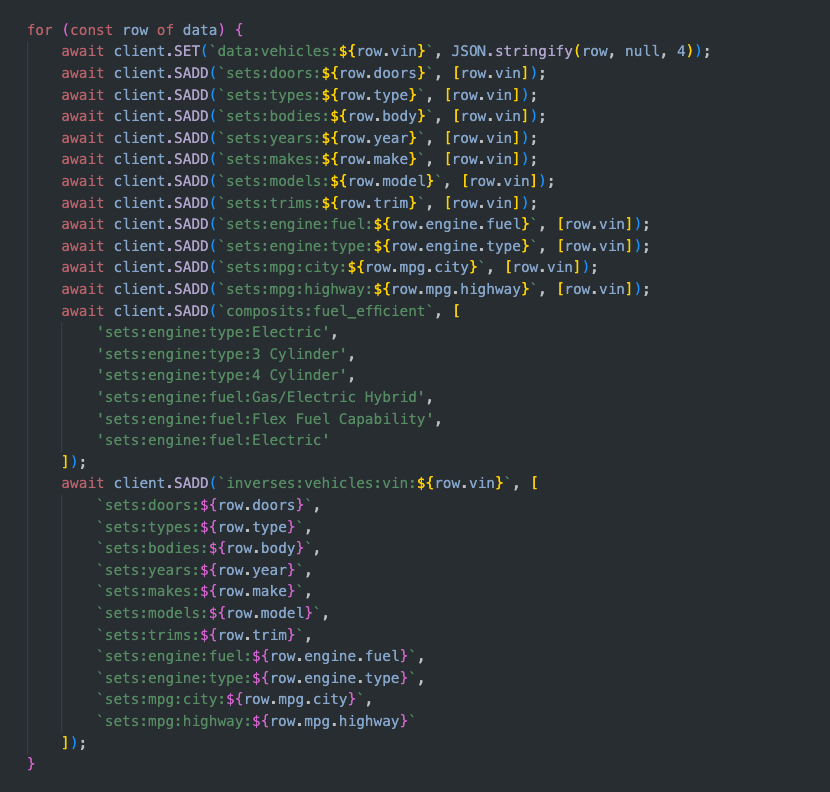 for (const row of data) {
    await client.SET(`data:vehicles:${row.vin}`, JSON.stringify(row, null, 4));
    await client.SADD(`sets:doors:${row.doors}`, [row.vin]);
    await client.SADD(`sets:types:${row.type}`, [row.vin]);
    await client.SADD(`sets:bodies:${row.body}`, [row.vin]);
    await client.SADD(`sets:years:${row.year}`, [row.vin]);
    await client.SADD(`sets:makes:${row.make}`, [row.vin]);
    await client.SADD(`sets:models:${row.model}`, [row.vin]);
    await client.SADD(`sets:trims:${row.trim}`, [row.vin]);
    await client.SADD(`sets:engine:fuel:${row.engine.fuel}`, [row.vin]);
    await client.SADD(`sets:engine:type:${row.engine.type}`, [row.vin]);
    await client.SADD(`sets:mpg:city:${row.mpg.city}`, [row.vin]);
    await client.SADD(`sets:mpg:highway:${row.mpg.highway}`, [row.vin]);
    await client.SADD(`composits:fuel_efficient`, [
        'sets:engine:type:Electric',
        'sets:engine:type:3 Cylinder',
        'sets:engine:type:4 Cylinder',
        'sets:engine:fuel:Gas/Electric Hybrid',
        'sets:engine:fuel:Flex Fuel Capability',
        'sets:engine:fuel:Electric'
    ]);
    await client.SADD(`inverses:vehicles:vin:${row.vin}`, [
        `sets:doors:${row.doors}`,
        `sets:types:${row.type}`,
        `sets:bodies:${row.body}`,
        `sets:years:${row.year}`,
        `sets:makes:${row.make}`,
        `sets:models:${row.model}`,
        `sets:trims:${row.trim}`,
        `sets:engine:fuel:${row.engine.fuel}`,
        `sets:engine:type:${row.engine.type}`,
        `sets:mpg:city:${row.mpg.city}`,
        `sets:mpg:highway:${row.mpg.highway}`
    ]);
}